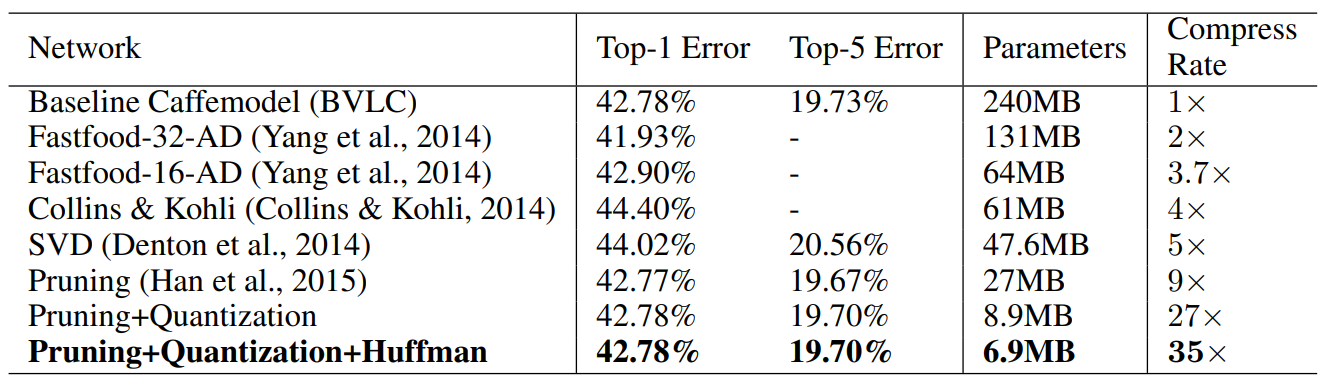 Network Top-1 Error Top-5 Error Parameters Compress Rate
Baseline Caffemodel (BVLC) 42.78% 19.73% 240MB 1×
Fastfood-32-AD (Yang et al., 2014) 41.93% - 131MB 2×
Fastfood-16-AD (Yang et al., 2014) 42.90% - 64MB 3.7×
Collins & Kohli (Collins & Kohli, 2014) 44.40% - 61MB 4×
SVD (Denton et al., 2014) 44.02% 20.56% 47.6MB 5×
Pruning (Han et al., 2015) 42.77% 19.67% 27MB 9×
Pruning+Quantization 42.78% 19.70% 8.9MB 27×
Pruning+Quantization+Huffman 42.78% 19.70% 6.9MB 35×